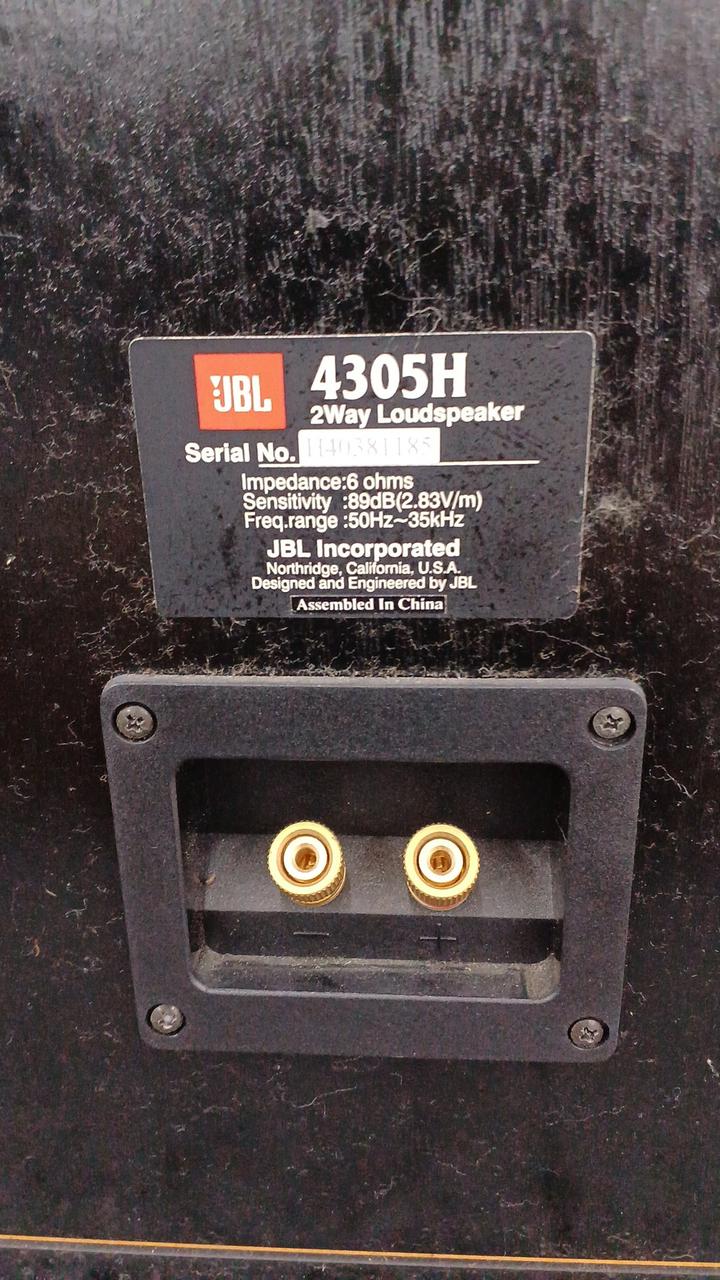 JBL
4305H
2Way Loudspeaker
Serial No. H40381185
Impedance:6 ohms
Sensitivity :89dB(2.83V/m)
Freq.range :50Hz~35kHz
JBL Incorporated
Northridge, California, U.S.A.
Designed and Engineered by JBL
Assembled In China
— +